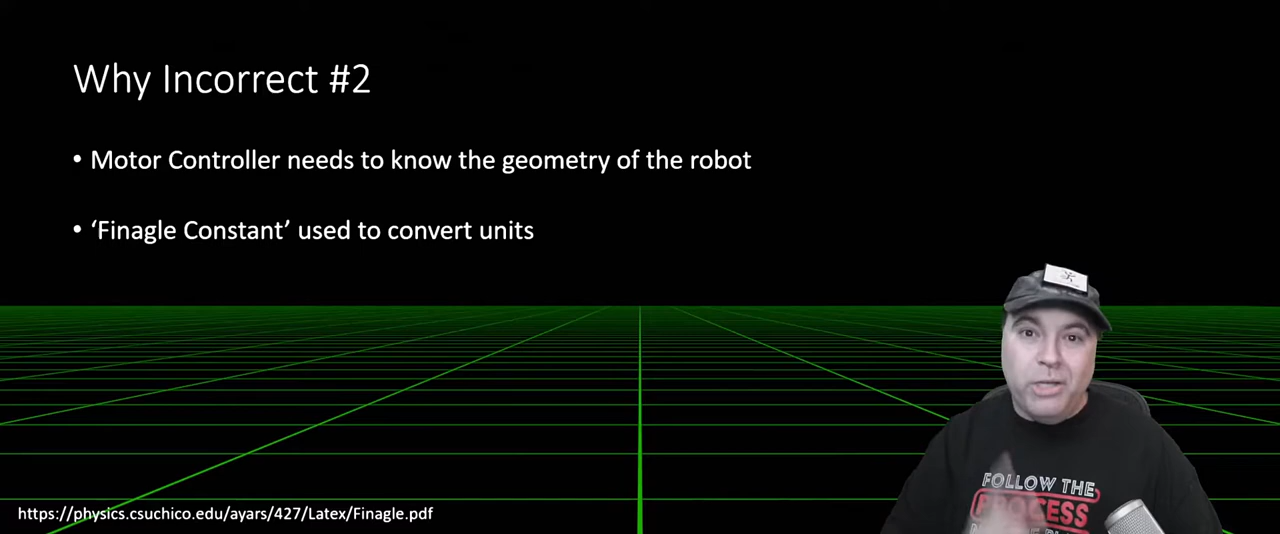 Why Incorrect #2
• Motor Controller needs to know the geometry of the robot
• ‘Finagle Constant’ used to convert units
FOLLOW THE
PROCESS
https://physics.csuchico.edu/ayars/427/Latex/Finagle.pdf